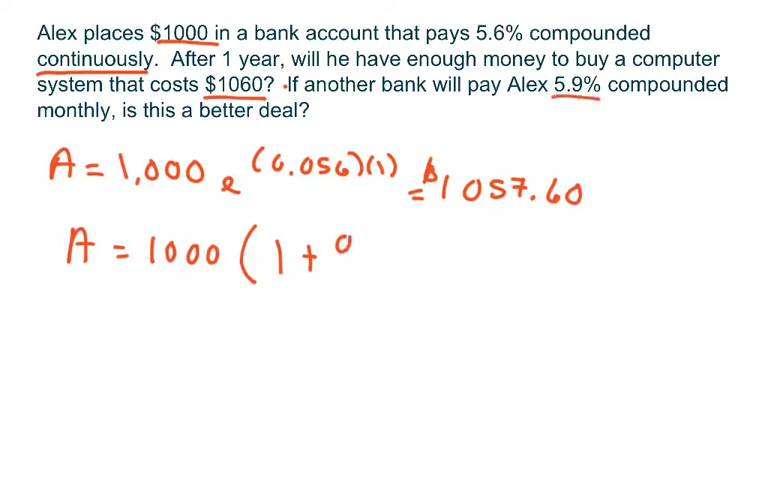 Alex places $1000 in a bank account that pays 5.6% compounded
continuously. After 1 year, will he have enough money to buy a computer
system that costs $1060? If another bank will pay Alex 5.9% compounded
monthly, is this a better deal?
A = 1,000 e (0.056)(1) = $1057.60
A = 1000 ( 1 + 0